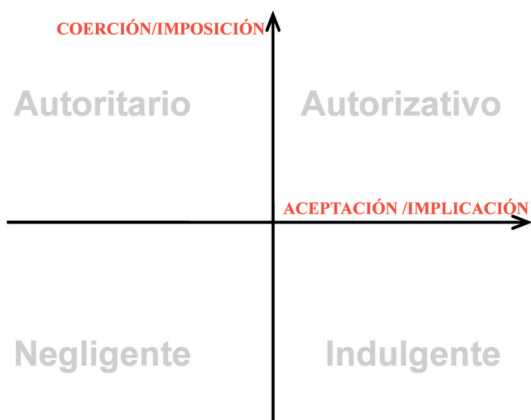 COERCIÓN/IMPOSICIÓN
Autoritario
Autorizativo
ACEPTACIÓN /IMPLICACIÓN
Negligente
Indulgente